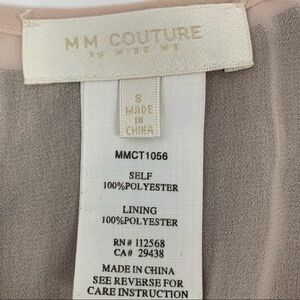 MM COUTURE
BY MISS ME
S
MADE
IN
CHINA
MMCT1056
SELF
100%POLYESTER
LINING
100%POLYESTER
RN# 112568
CA# 29438
MADE IN CHINA
SEE REVERSE FOR
CARE INSTRUCTION